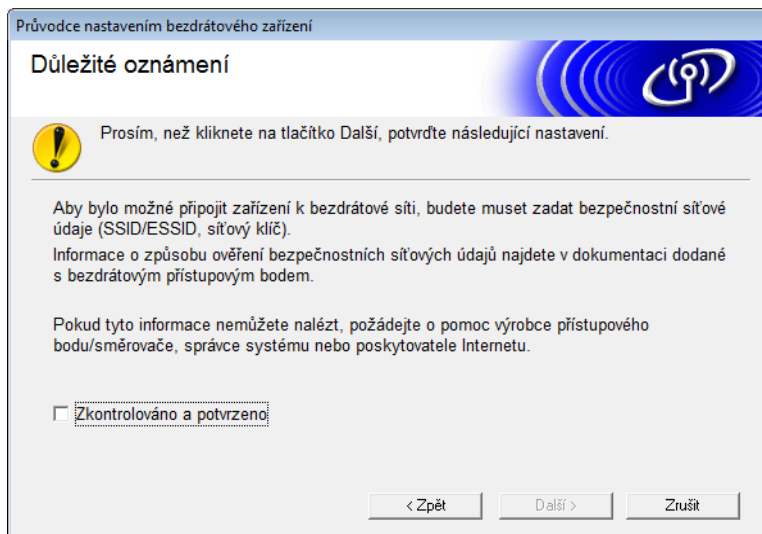 Průvodce nastavením bezdrátového zařízení
Důležité oznámení
Prosím, než kliknete na tlačítko Další, potvrďte následující nastavení.
Aby bylo možné připojit zařízení k bezdrátové síti, budete muset zadat bezpečnostní síťové
údaje (SSID/ESSID, síťový klíč).
Informace o způsobu ověření bezpečnostních síťových údajů najdete v dokumentaci dodané
s bezdrátovým přístupovým bodem.
Pokud tyto informace nemůžete nalézt, požádejte o pomoc výrobce přístupového
bodu/směrovače, správce systému nebo poskytovatele Internetu.
Zkontrolováno a potvrzeno
< Zpět
Další >
Zrušit